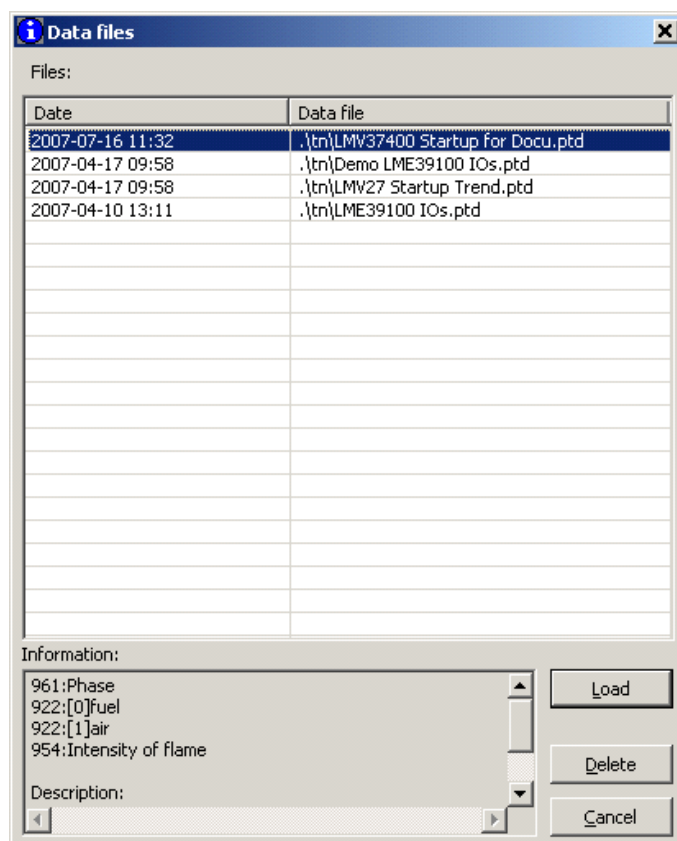 Data files
Files:
Date Data file
2007-07-16 11:32 .\tn\LMV37400 Startup for Docu.ptd
2007-04-17 09:58 .\tn\Demo LME39100 IOs.ptd
2007-04-17 09:58 .\tn\LMV27 Startup Trend.ptd
2007-04-10 13:11 .\tn\LME39100 IOs.ptd
Information:
961:Phase
922:[0]fuel
922:[1]air
954:Intensity of flame
Description:
Load
Delete
Cancel